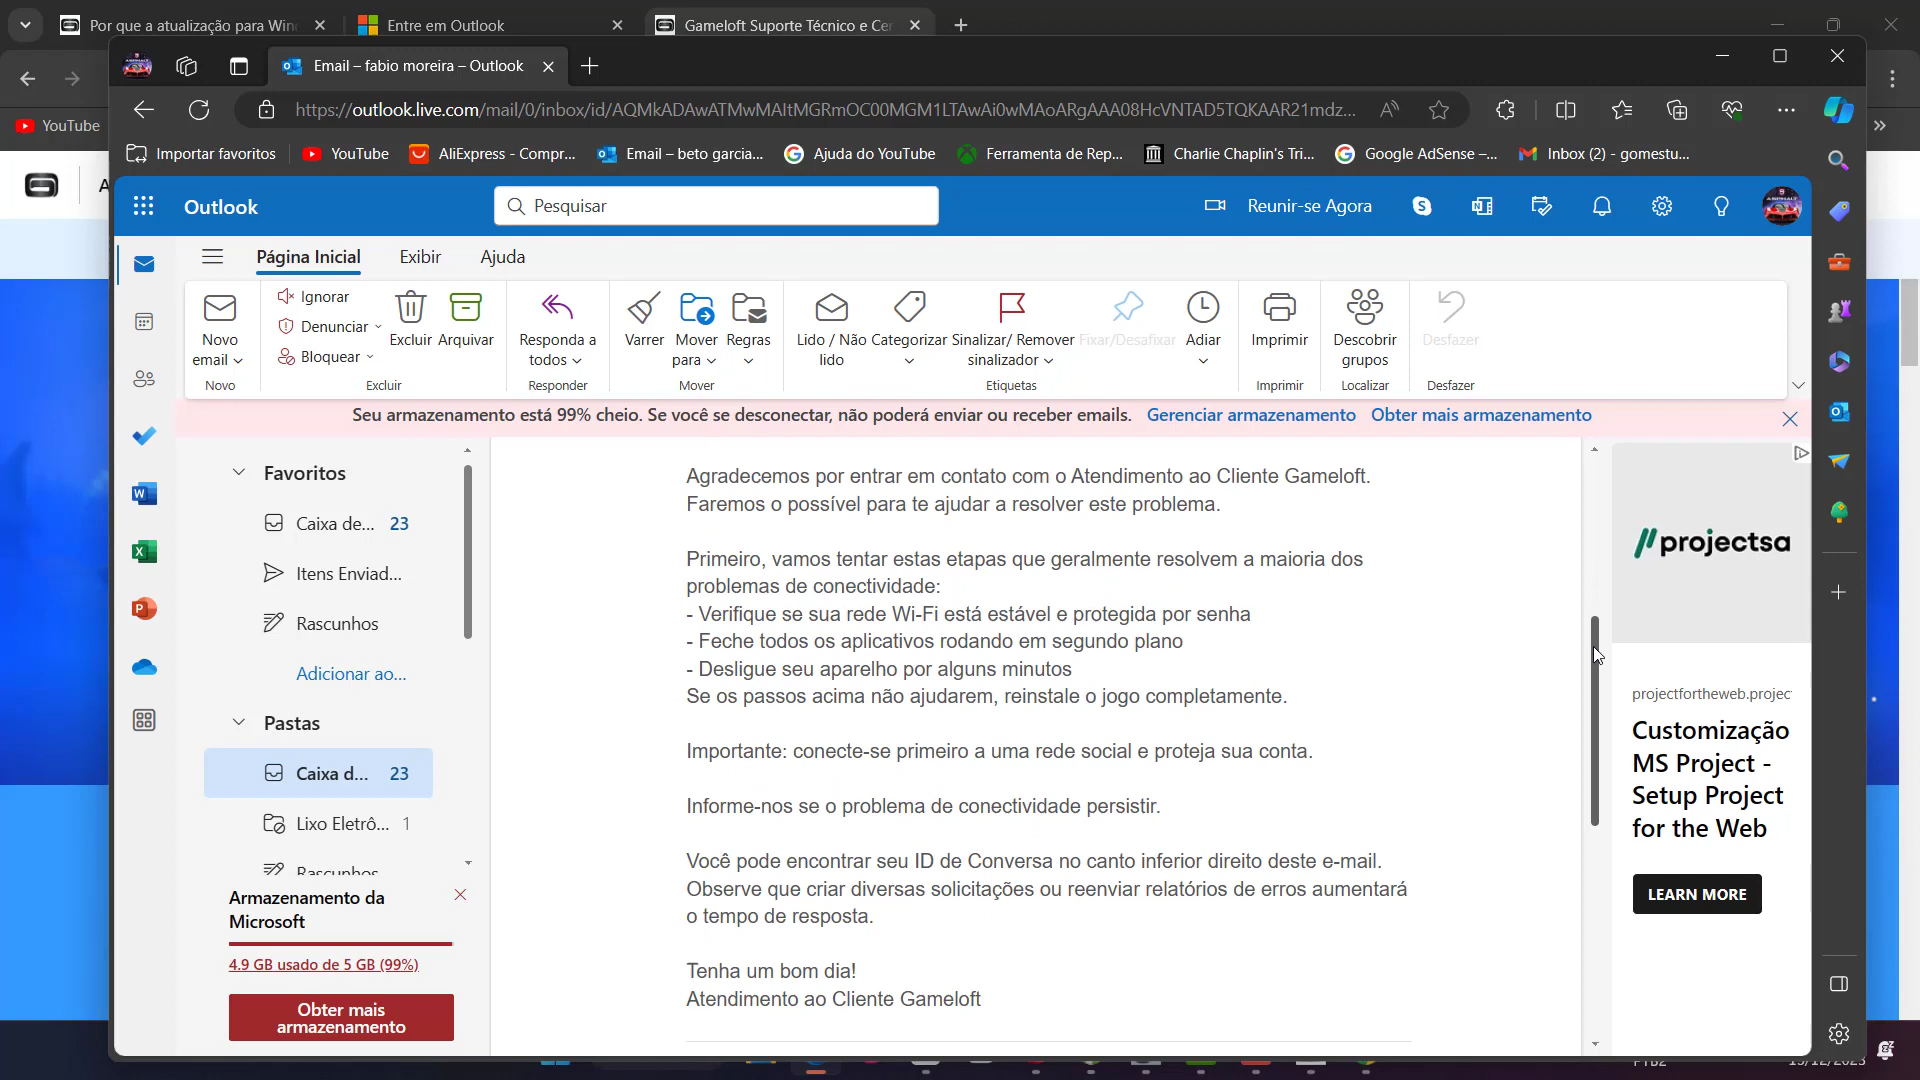 Por que a atualização para Win
Entre em Outlook
Gameloft Suporte Técnico e Cer
Email – fabio moreira – Outlook
https://outlook.live.com/mail/0/inbox/id/AQMkADAwATMwMAItMGRmOC00MGM1LTAwAi0wMAoARgAAA08HcVNTAD5TQKAAR21mdz...
YouTube
Importar favoritos
YouTube
AliExpress - Compr...
Email – beto garcia...
Ajuda do YouTube
Ferramenta de Rep...
Charlie Chaplin's Tri...
Google AdSense –...
Inbox (2) - gomestu...
A
Outlook
Pesquisar
Reunir-se Agora
Página Inicial
Exibir
Ajuda
Novo
email
Novo
Ignorar
Denunciar
Bloquear
Excluir
Arquivar
Excluir
Responda a
todos
Responder
Varrer
Mover
para
Regras
Mover
Lido / Não
lido
Categorizar
Sinalizar/ Remover
sinalizador
Fixar/Desafixar
Adiar
Etiquetas
Imprimir
Imprimir
Descobrir
grupos
Localizar
Desfazer
Desfazer
Seu armazenamento está 99% cheio. Se você se desconectar, não poderá enviar ou receber emails. Gerenciar armazenamento Obter mais armazenamento
Favoritos
Caixa de... 23
Itens Enviad...
Rascunhos
Adicionar ao...
Pastas
Caixa d... 23
Lixo Eletrô... 1
Rascunhos
Armazenamento da
Microsoft
4.9 GB usado de 5 GB (99%)
Obter mais
armazenamento
Agradecemos por entrar em contato com o Atendimento ao Cliente Gameloft.
Faremos o possível para te ajudar a resolver este problema.
Primeiro, vamos tentar estas etapas que geralmente resolvem a maioria dos
problemas de conectividade:
- Verifique se sua rede Wi-Fi está estável e protegida por senha
- Feche todos os aplicativos rodando em segundo plano
- Desligue seu aparelho por alguns minutos
Se os passos acima não ajudarem, reinstale o jogo completamente.
Importante: conecte-se primeiro a uma rede social e proteja sua conta.
Informe-nos se o problema de conectividade persistir.
Você pode encontrar seu ID de Conversa no canto inferior direito deste e-mail.
Observe que criar diversas solicitações ou reenviar relatórios de erros aumentará
o tempo de resposta.
Tenha um bom dia!
Atendimento ao Cliente Gameloft
projectsa
projectfortheweb.projec
Customização
MS Project -
Setup Project
for the Web
LEARN MORE
PTB2